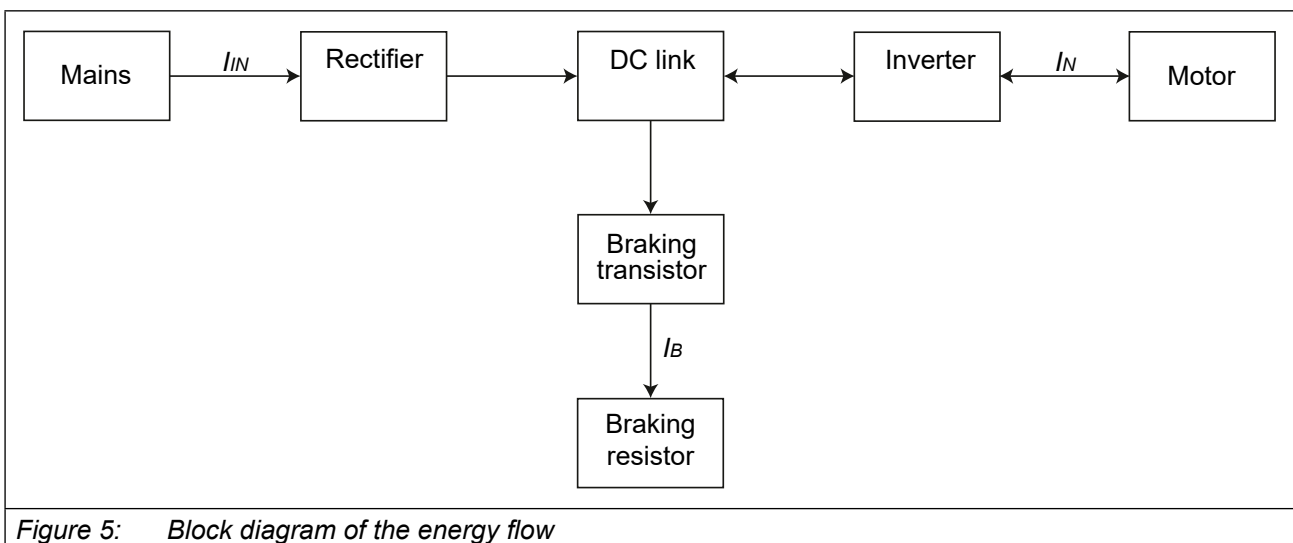 Mains
IIN
Rectifier
DC link
Inverter
IN
Motor
Braking
transistor
IB
Braking
resistor
Figure 5: Block diagram of the energy flow